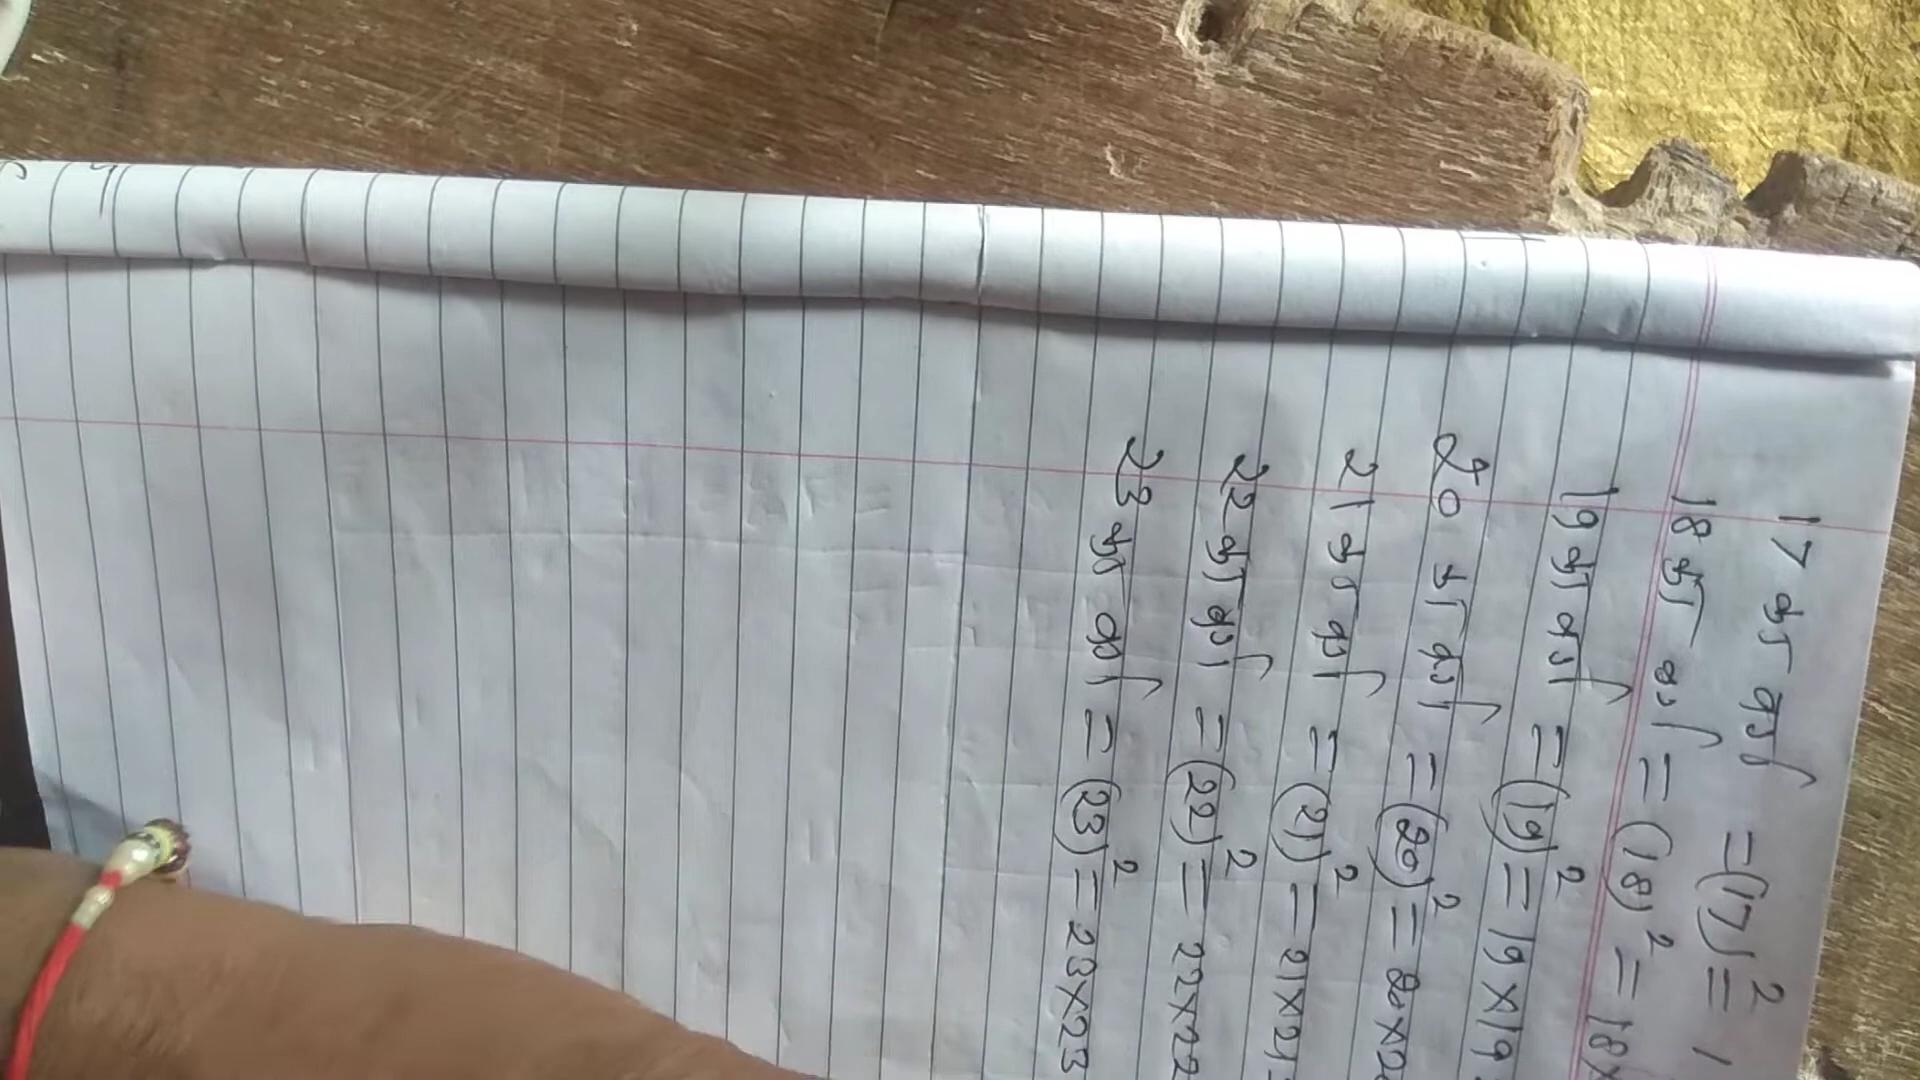 17 का वर्ग = (17)² = 1
18 का वर्ग = (18)² = 18×
19 का वर्ग = (19)² = 19×19
20 का वर्ग = (20)² = 20×20
21 का वर्ग = (21)² = 21×21
22 का वर्ग = (22)² = 22×22
23 का वर्ग = (23)² = 23×23